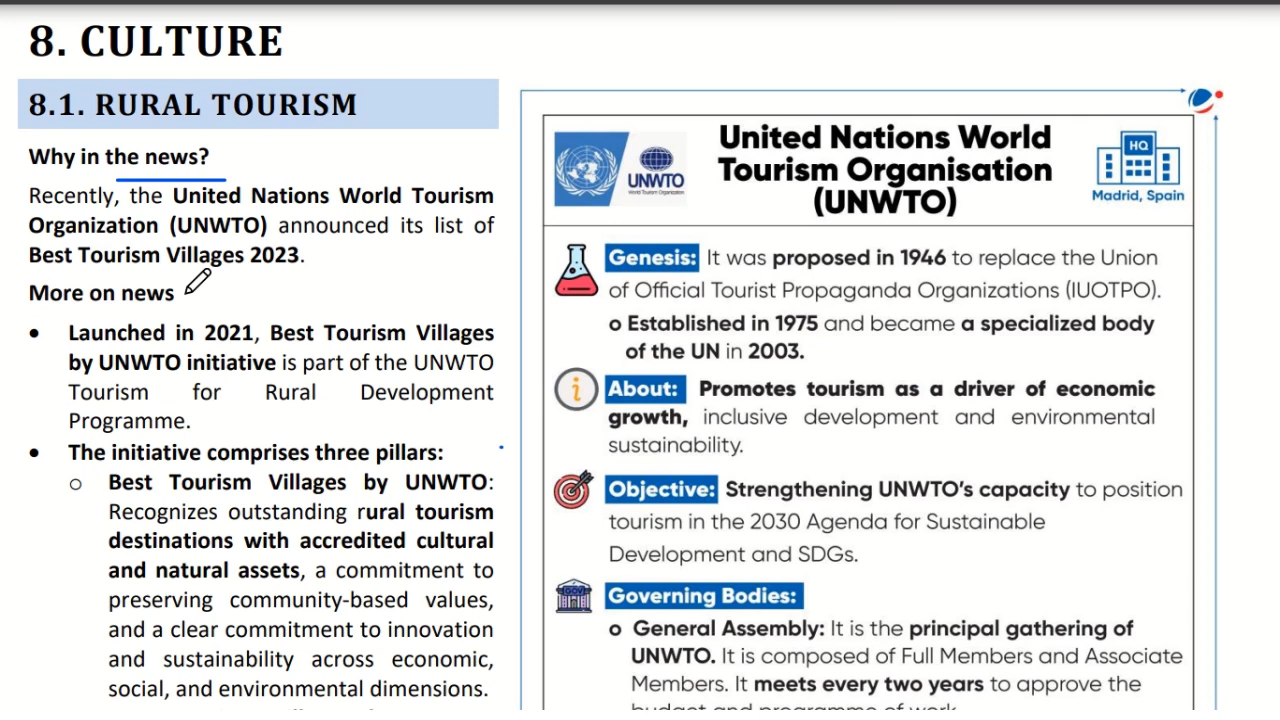 8. CULTURE
8.1. RURAL TOURISM
Why in the news?
Recently, the United Nations World Tourism
Organization (UNWTO) announced its list of
Best Tourism Villages 2023.
More on news
• Launched in 2021, Best Tourism Villages
by UNWTO initiative is part of the UNWTO
Tourism for Rural Development
Programme.
• The initiative comprises three pillars:
o Best Tourism Villages by UNWTO:
Recognizes outstanding rural tourism
destinations with accredited cultural
and natural assets, a commitment to
preserving community-based values,
and a clear commitment to innovation
and sustainability across economic,
social, and environmental dimensions.
UNWTO
World Tourism Organization
United Nations World
Tourism Organisation
(UNWTO)
HQ
Madrid, Spain
Genesis: It was proposed in 1946 to replace the Union
of Official Tourist Propaganda Organizations (IUOTPO).
o Established in 1975 and became a specialized body
of the UN in 2003.
i
About: Promotes tourism as a driver of economic
growth, inclusive development and environmental
sustainability.
Objective: Strengthening UNWTO's capacity to position
tourism in the 2030 Agenda for Sustainable
Development and SDGs.
GOV
Governing Bodies:
o General Assembly: It is the principal gathering of
UNWTO. It is composed of Full Members and Associate
Members. It meets every two years to approve the
budget and programme of work